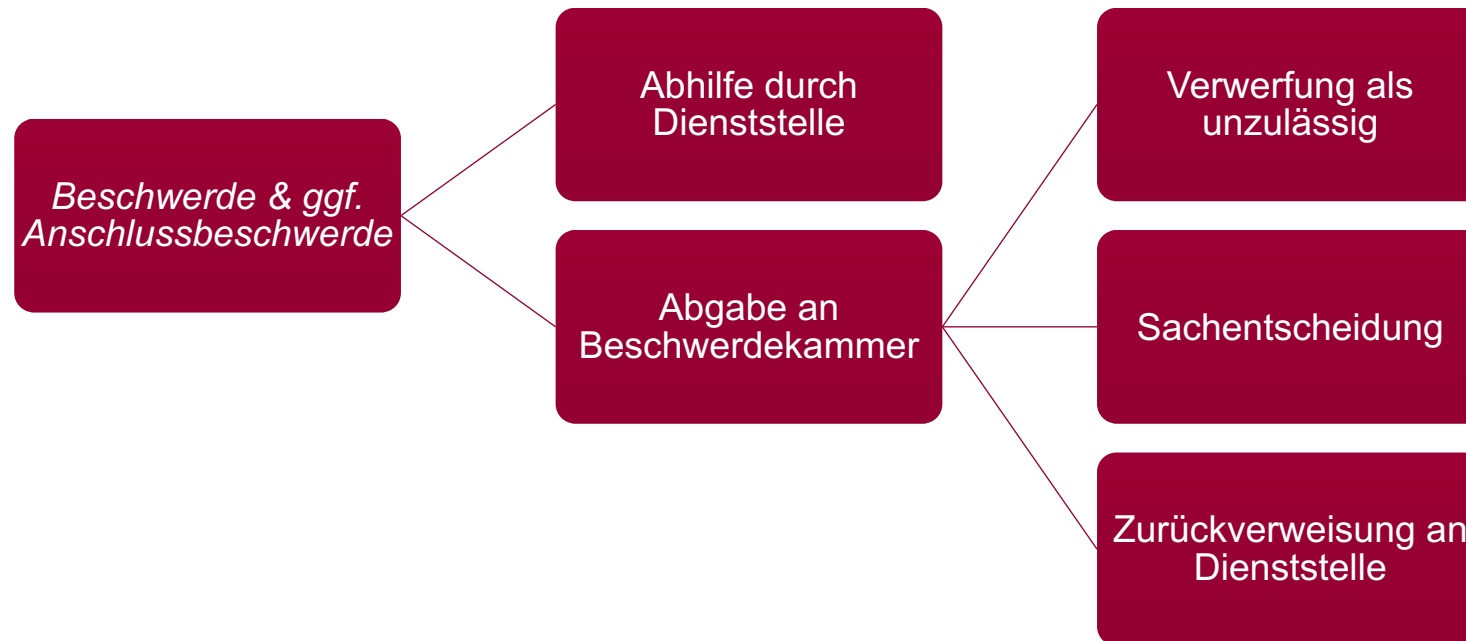 Beschwerde & ggf.
Anschlussbeschwerde
Abhilfe durch
Dienststelle
Abgabe an
Beschwerdekammer
Verwerfung als
unzulässig
Sachentscheidung
Zurückverweisung an
Dienststelle